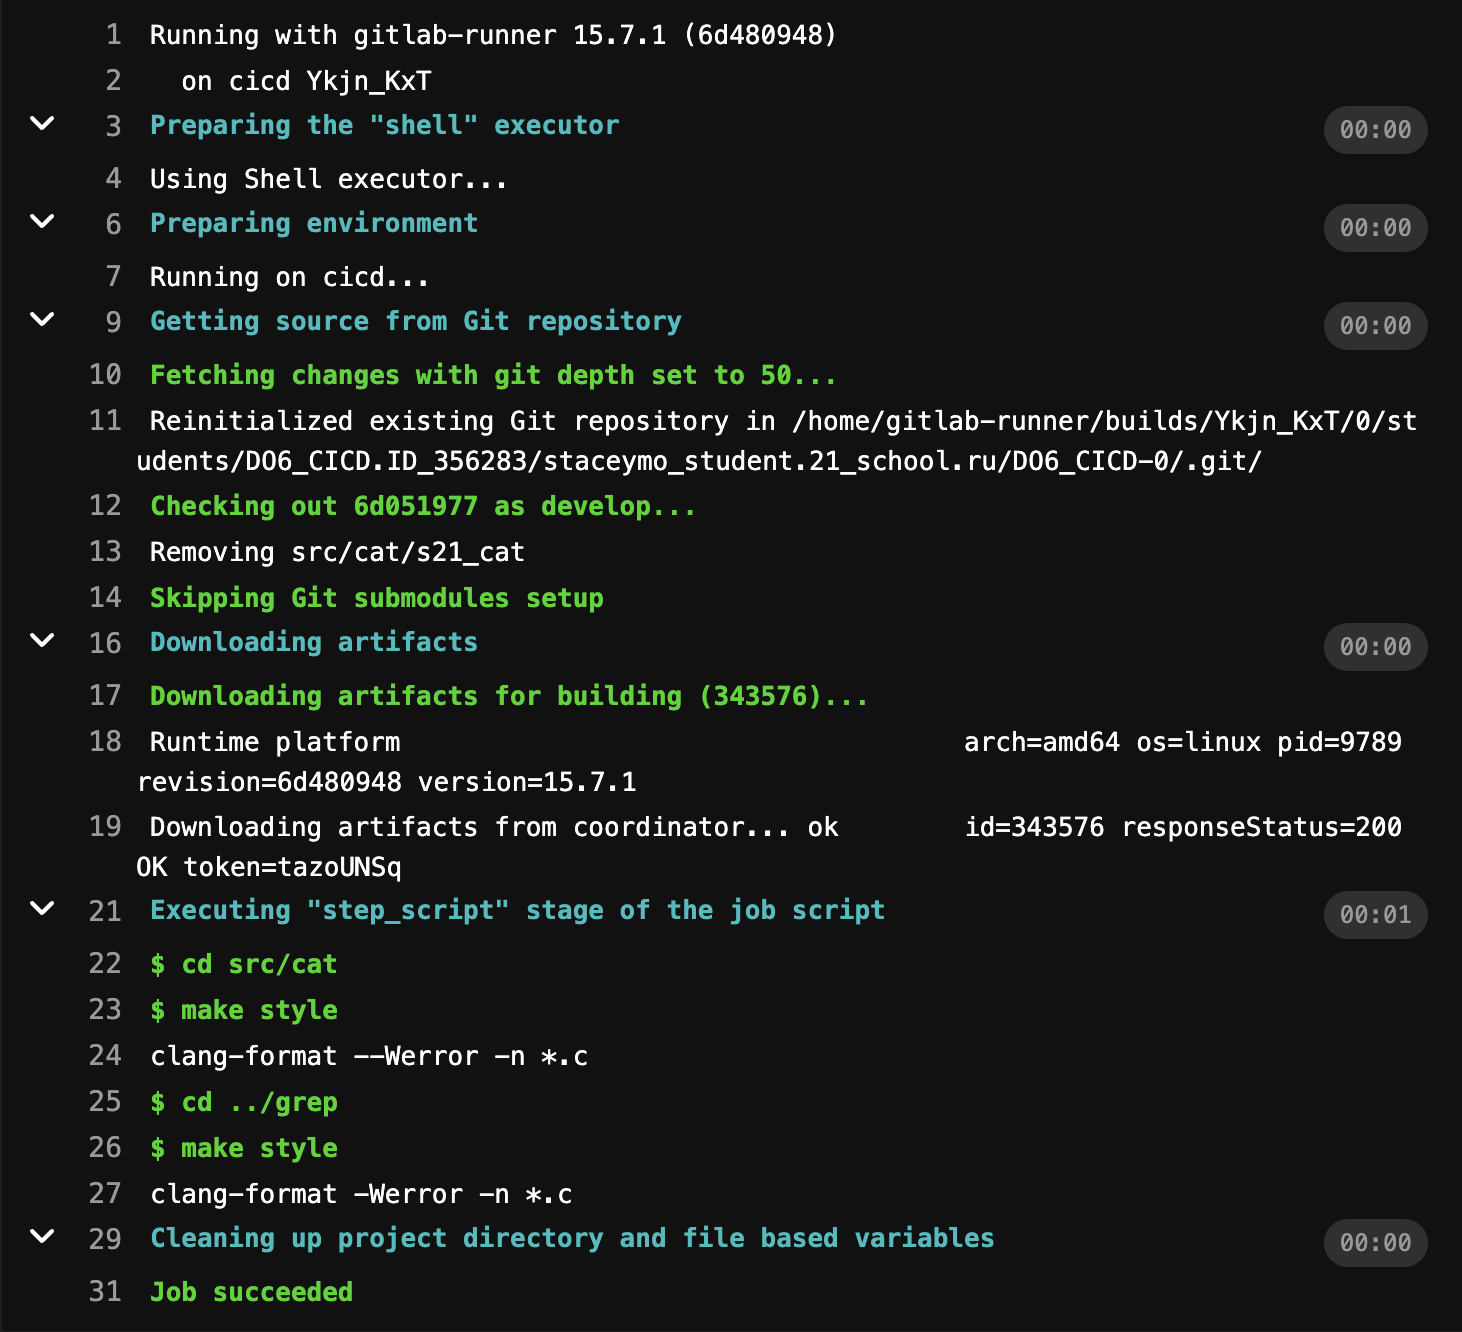 1 Running with gitlab-runner 15.7.1 (6d480948)
2 on cicd Ykjn_KxT
3 Preparing the "shell" executor 00:00
4 Using Shell executor...
6 Preparing environment 00:00
7 Running on cicd...
9 Getting source from Git repository 00:00
10 Fetching changes with git depth set to 50...
11 Reinitialized existing Git repository in /home/gitlab-runner/builds/Ykjn_KxT/0/st
udents/DO6_CICD.ID_356283/staceymo_student.21_school.ru/DO6_CICD-0/.git/
12 Checking out 6d051977 as develop...
13 Removing src/cat/s21_cat
14 Skipping Git submodules setup
16 Downloading artifacts 00:00
17 Downloading artifacts for building (343576)...
18 Runtime platform arch=amd64 os=linux pid=9789
revision=6d480948 version=15.7.1
19 Downloading artifacts from coordinator... ok id=343576 responseStatus=200
OK token=tazoUNSq
21 Executing "step_script" stage of the job script 00:01
22 $ cd src/cat
23 $ make style
24 clang-format --Werror -n *.c
25 $ cd ../grep
26 $ make style
27 clang-format -Werror -n *.c
29 Cleaning up project directory and file based variables 00:00
31 Job succeeded